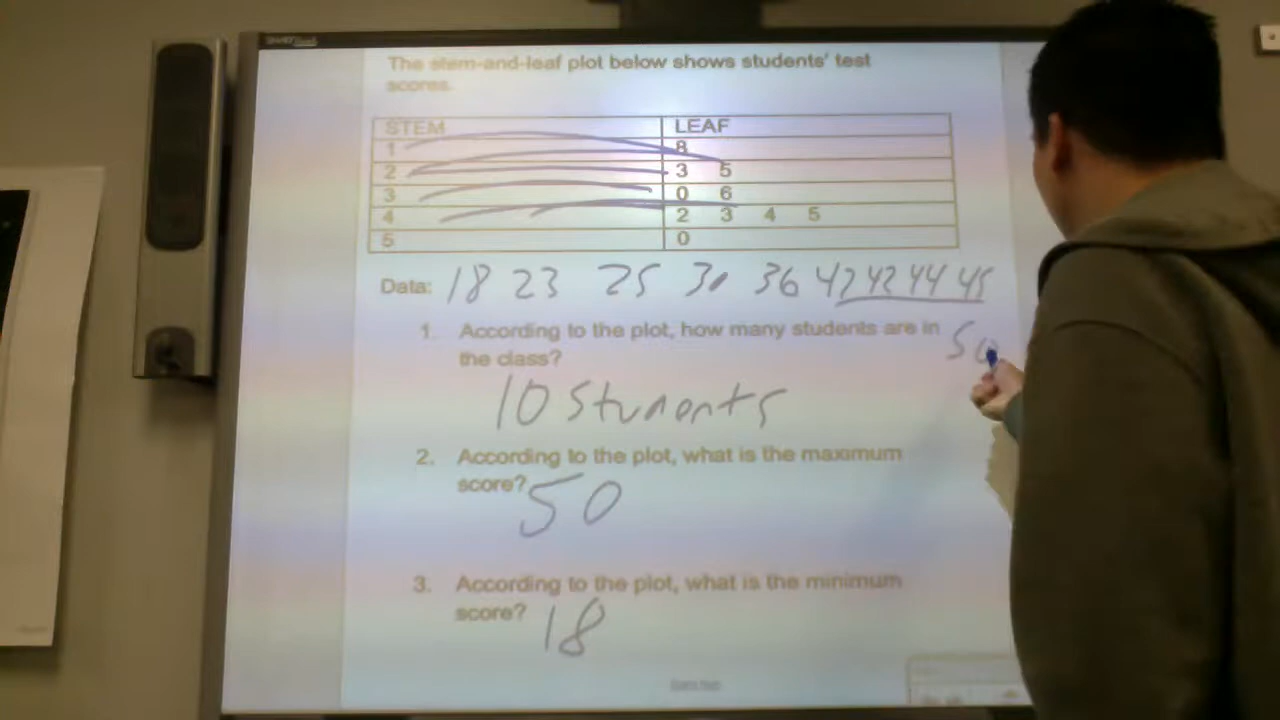 The stem-and-leaf plot below shows students' test
scores.
STEM LEAF
1 8
2 3 5
3 0 6
4 2 3 4 5
5 0
Data: 18 23 25 30 36 42 43 44 45
50
1. According to the plot, how many students are in
the class?
10 Students
2. According to the plot, what is the maximum
score? 50
3. According to the plot, what is the minimum
score? 18